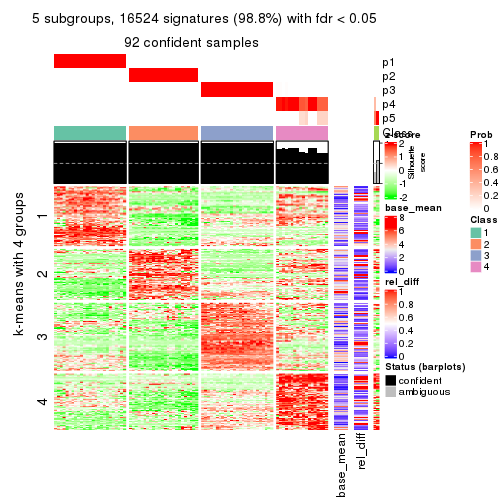 5 subgroups, 16524 signatures (98.8%) with fdr < 0.05
92 confident samples
p1
p2
p3
p4
p5
Class
z-score
2
1
0
-1
-2
Silhouette
score
Prob
1
0.8
0.6
0.4
0.2
0
base_mean
8
6
4
2
0
Class
1
2
3
4
rel_diff
1
0.8
0.6
0.4
0.2
0
Status (barplots)
confident
ambiguous
k-means with 4 groups
1
2
3
4
base_mean
rel_diff